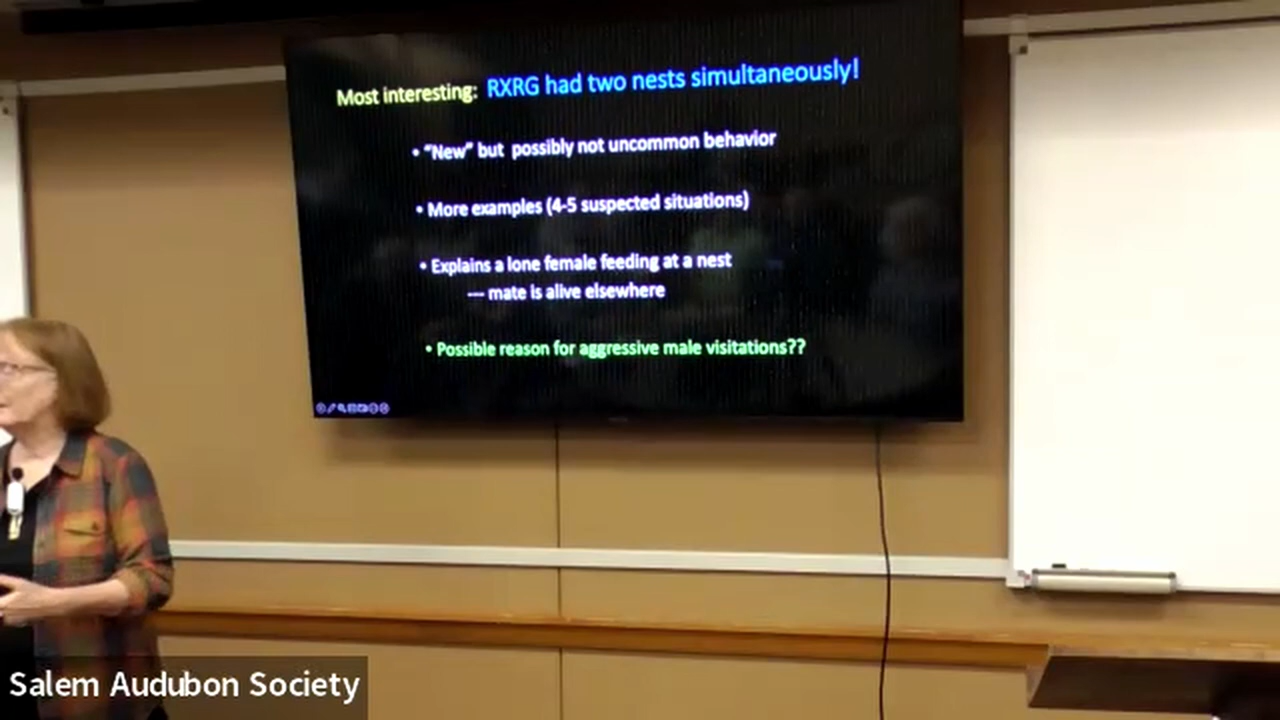 Most interesting: RXRG had two nests simultaneously!
• “New” but possibly not uncommon behavior
• More examples (4-5 suspected situations)
• Explains a lone female feeding at a nest
--- mate is alive elsewhere
• Possible reason for aggressive male visitations??
Salem Audubon Society